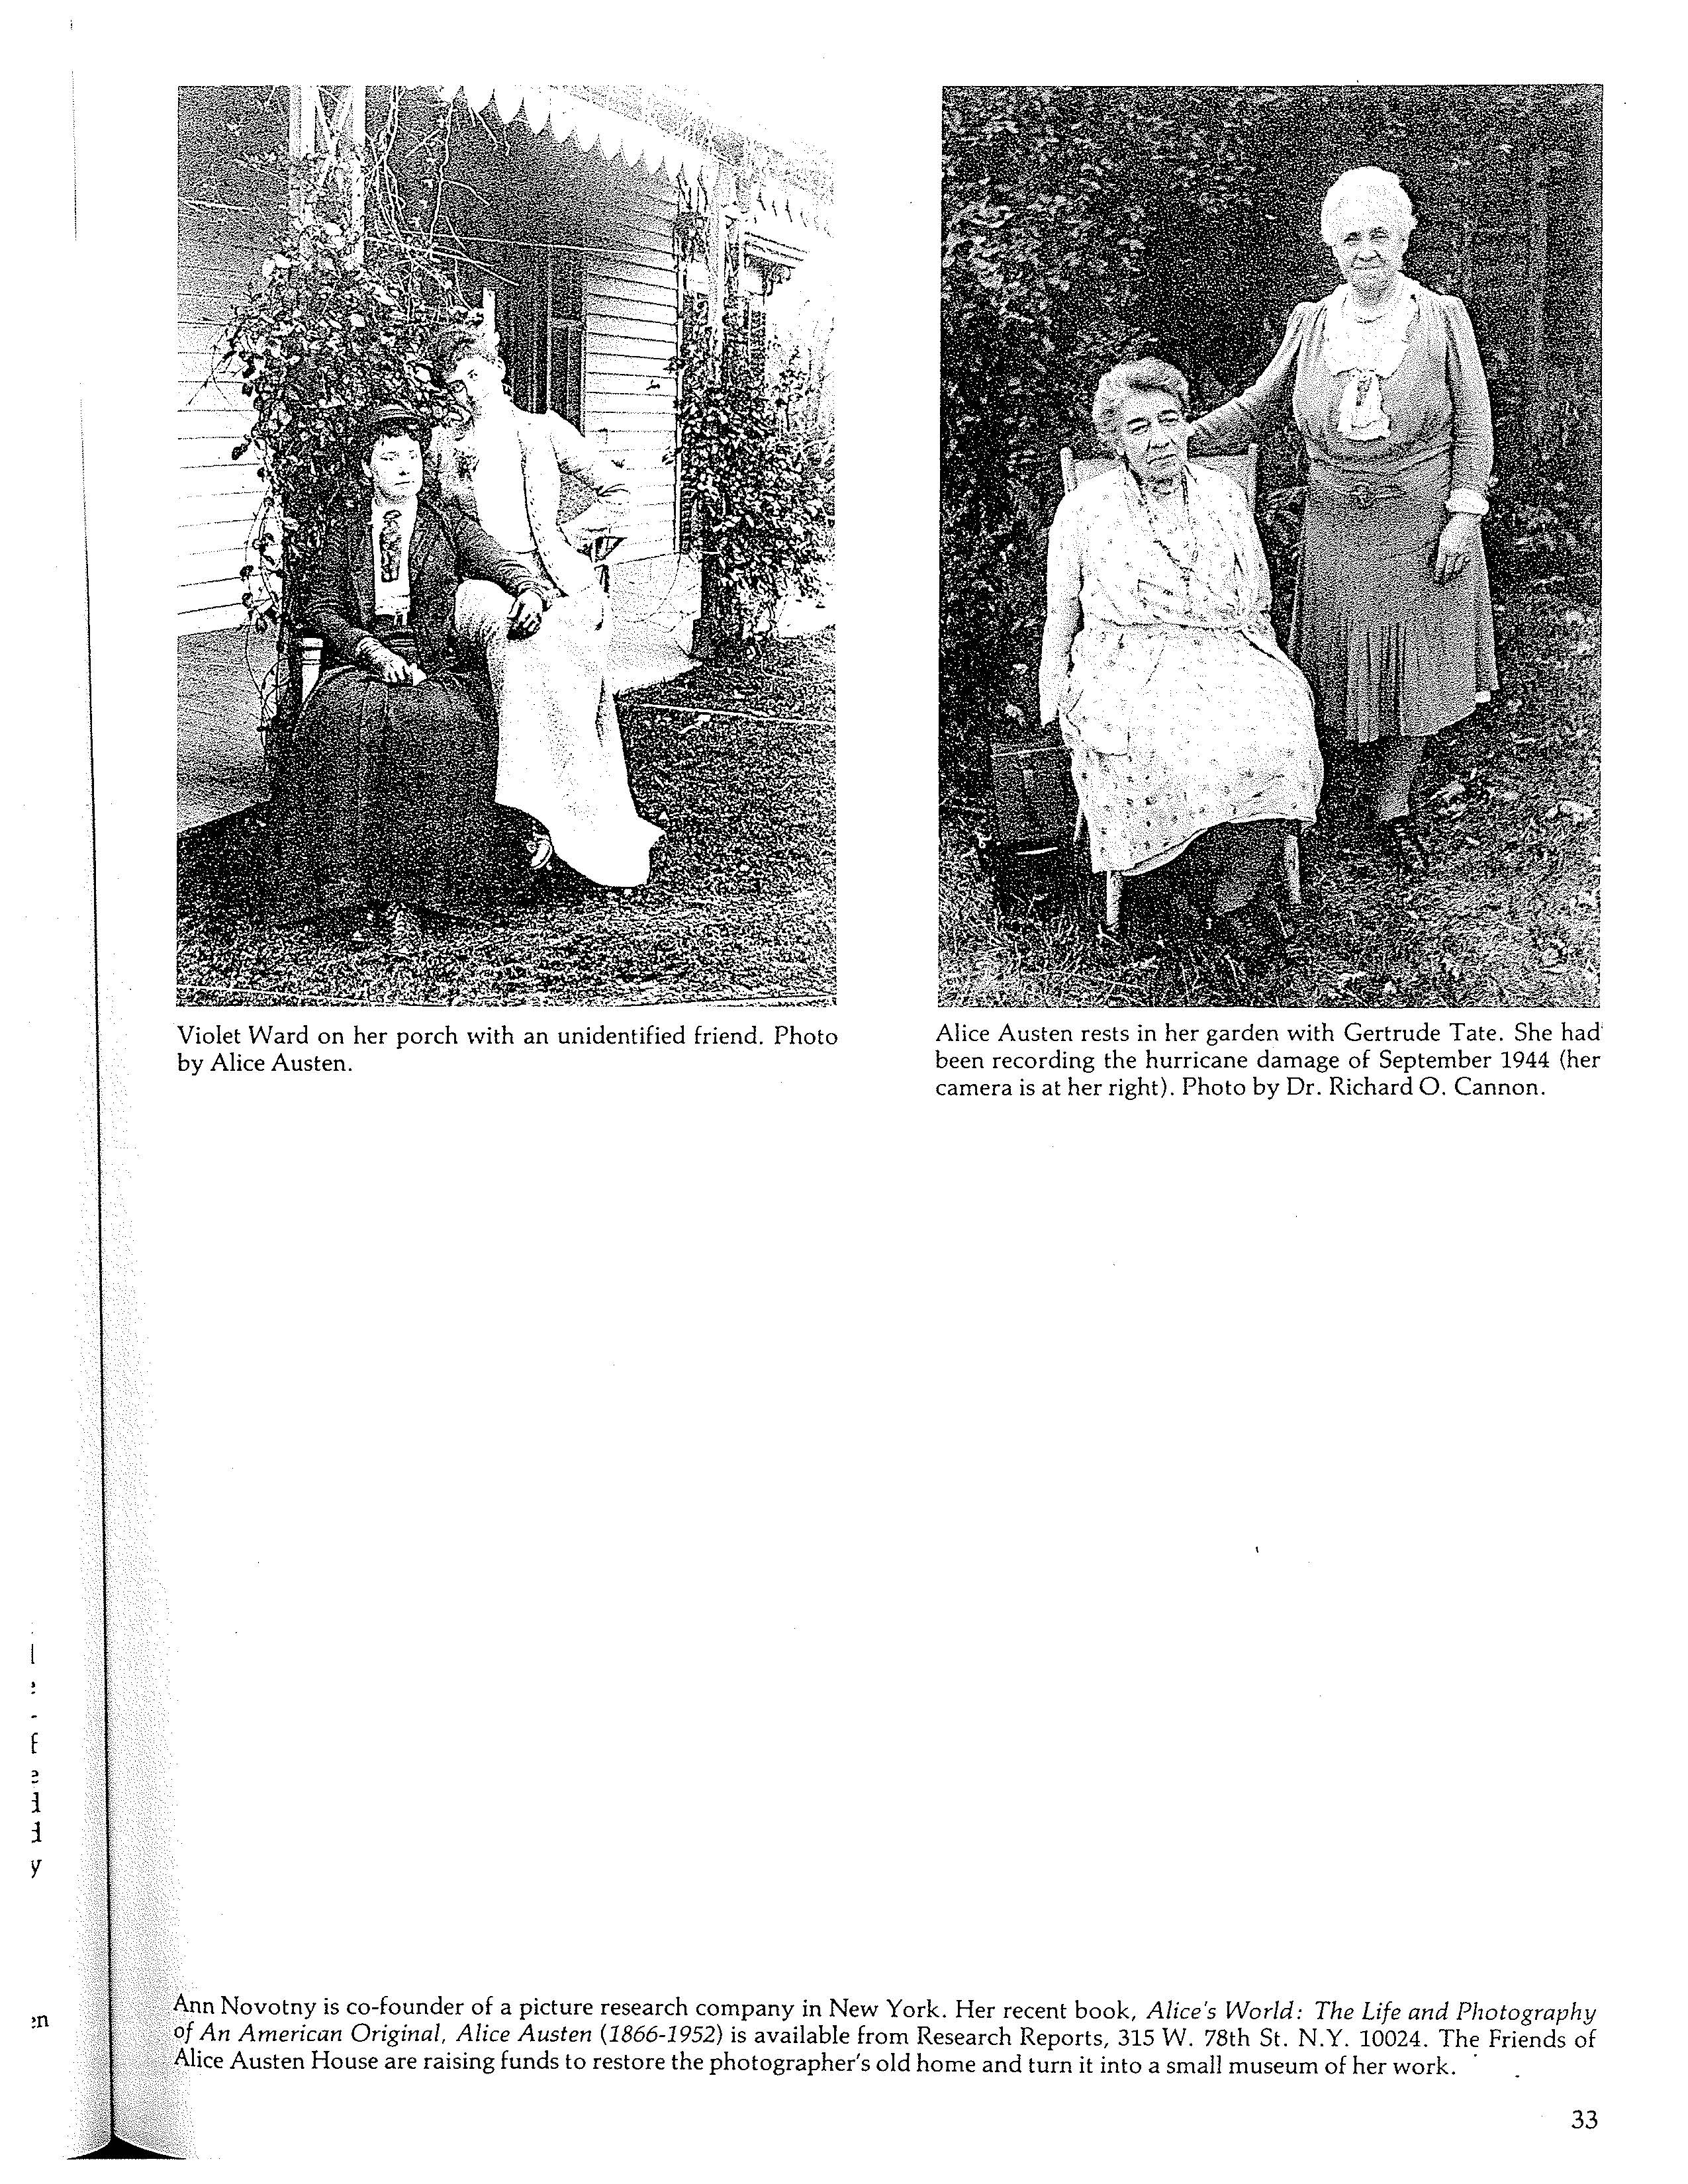 Violet Ward on her porch with an unidentified friend. Photo
by Alice Austen.
Alice Austen rests in her garden with Gertrude Tate. She had
been recording the hurricane damage of September 1944 (her
camera is at her right). Photo by Dr. Richard O. Cannon.
Ann Novotny is co-founder of a picture research company in New York. Her recent book, Alice's World: The Life and Photography
of An American Original, Alice Austen (1866-1952) is available from Research Reports, 315 W. 78th St. N.Y. 10024. The Friends of
Alice Austen House are raising funds to restore the photographer's old home and turn it into a small museum of her work.
33